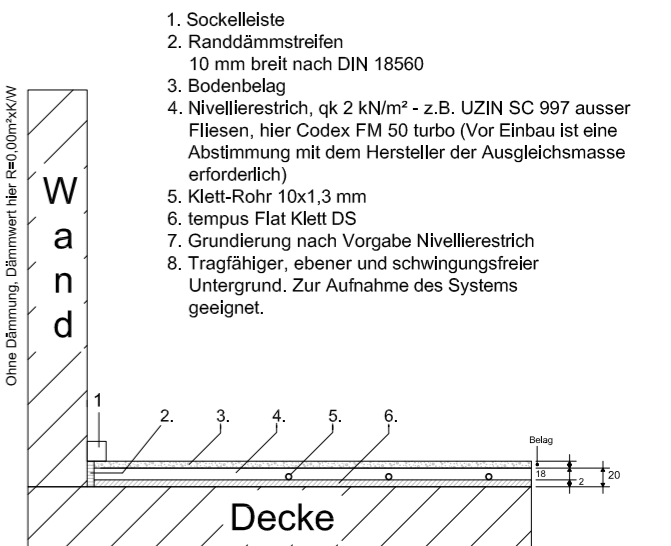 1. Sockelleiste
2. Randdämmstreifen
10 mm breit nach DIN 18560
3. Bodenbelag
4. Nivellierestrich, qk 2 kN/m² - z.B. UZIN SC 997 ausser
Fliesen, hier Codex FM 50 turbo (Vor Einbau ist eine
Abstimmung mit dem Hersteller der Ausgleichsmasse
erforderlich)
5. Klett-Rohr 10x1,3 mm
6. tempus Flat Klett DS
7. Grundierung nach Vorgabe Nivellierestrich
8. Tragfähiger, ebener und schwingungsfreier
Untergrund. Zur Aufnahme des Systems
geeignet.
Ohne Dämmung, Dämmwert hier R=0,00m²xK/W
Wand
1
2.
3.
4.
5.
6.
Belag
18
2
20
Decke